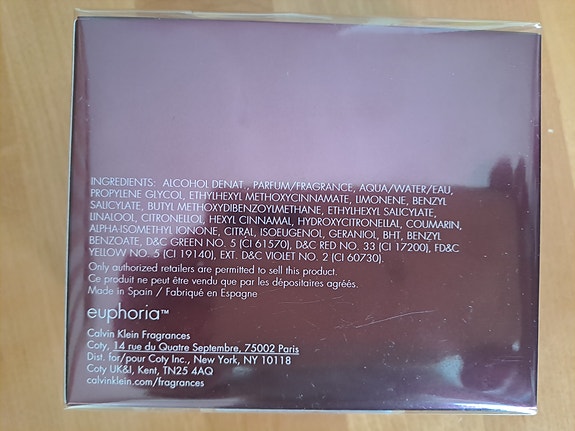 INGREDIENTS: ALCOHOL DENAT., PARFUM/FRAGRANCE, AQUA/WATER/EAU,
PROPYLENE GLYCOL, ETHYLHEXYL METHOXYCINNAMATE, LIMONENE, BENZYL
SALICYLATE, BUTYL METHOXYDIBENZOYLMETHANE, ETHYLHEXYL SALICYLATE,
LINALOOL, CITRONELLOL, HEXYL CINNAMAL, HYDROXYCITRONELLAL, COUMARIN,
ALPHA-ISOMETHYL IONONE, CITRAL, ISOEUGENOL, GERANIOL, BHT, BENZYL
BENZOATE, D&C GREEN NO. 5 (CI 61570), D&C RED NO. 33 (CI 17200), FD&C
YELLOW NO. 5 (CI 19140), EXT. D&C VIOLET NO. 2 (CI 60730).
Only authorized retailers are permitted to sell this product.
Ce produit ne peut être vendu que par les dépositaires agréés.
Made in Spain / Fabriqué en Espagne
euphoria™
Calvin Klein Fragrances
Coty, 14 rue du Quatre Septembre, 75002 Paris
Dist. for/pour Coty Inc., New York, NY 10118
Coty UK&I, Kent, TN25 4AQ
calvinklein.com/fragrances